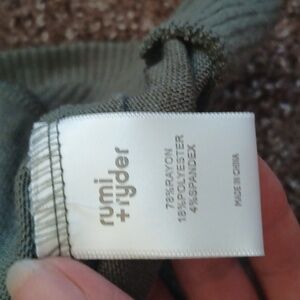 rumi
+ ryder
78%RAYON
18%POLYESTER
4%SPANDEX
MADE IN CHINA